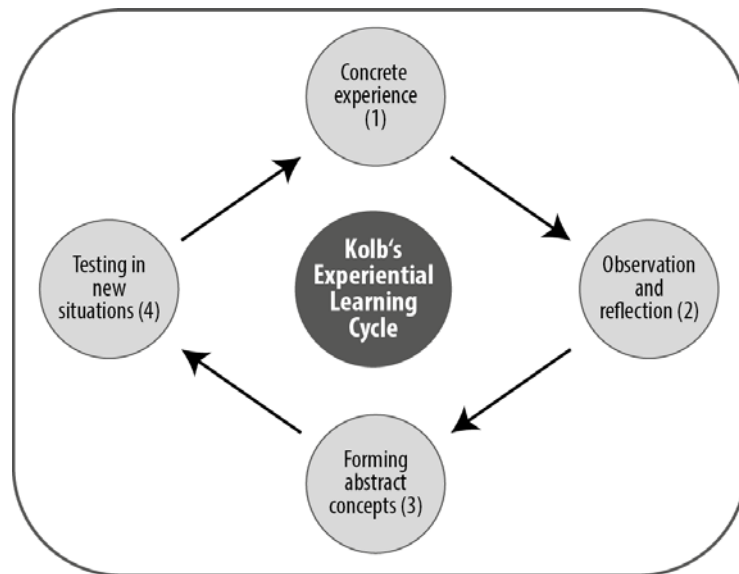 Concrete
experience
(1)
Kolb‘s
Experiential
Learning
Cycle
Testing in
new
situations (4)
Observation
and
reflection (2)
Forming
abstract
concepts (3)